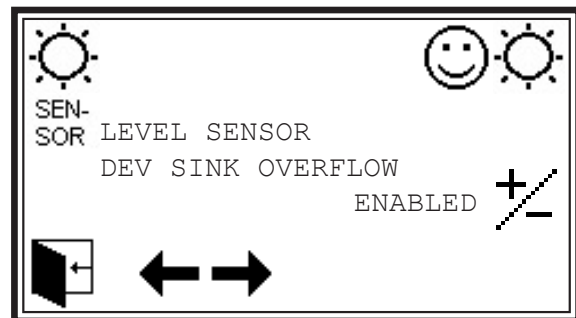 SEN-
SOR
LEVEL SENSOR
DEV SINK OVERFLOW
ENABLED
+/-